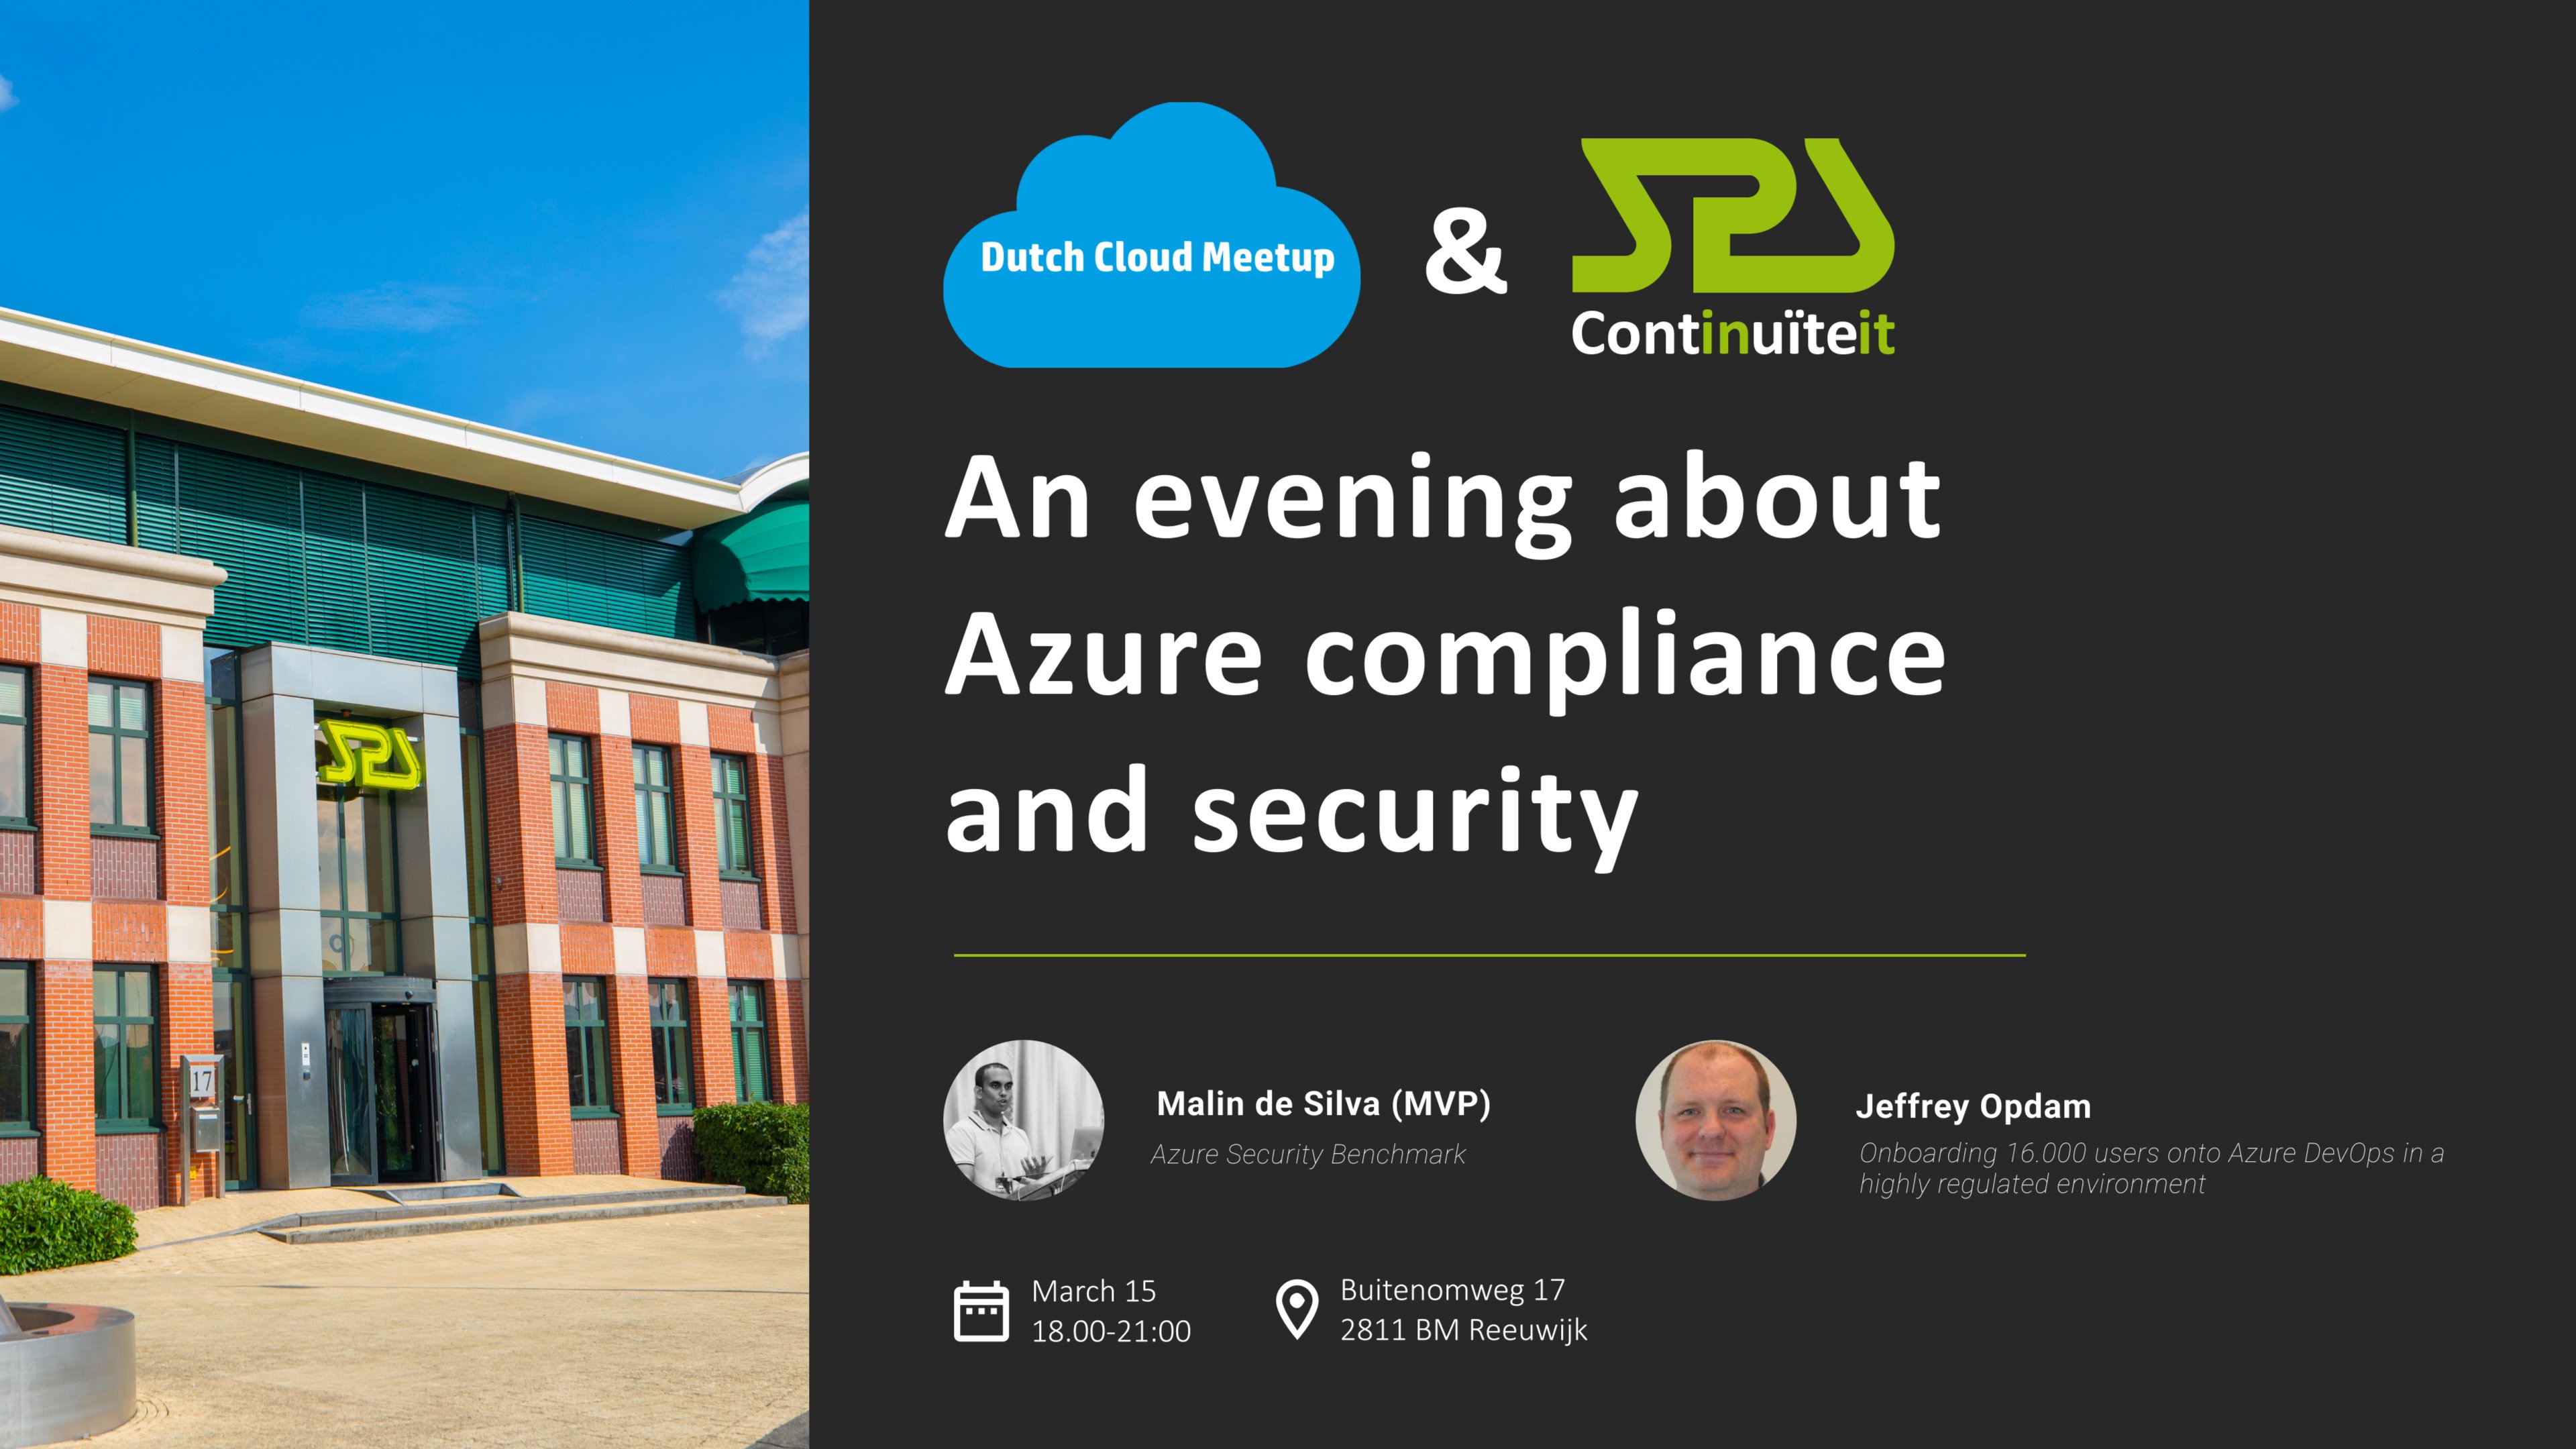 Dutch Cloud Meetup
&
SPS
Continuïteit
An evening about
Azure compliance
and security
SPS
17
Malin de Silva (MVP)
Azure Security Benchmark
Jeffrey Opdam
Onboarding 16.000 users onto Azure DevOps in a
highly regulated environment
March 15
18.00-21:00
Buitenomweg 17
2811 BM Reeuwijk